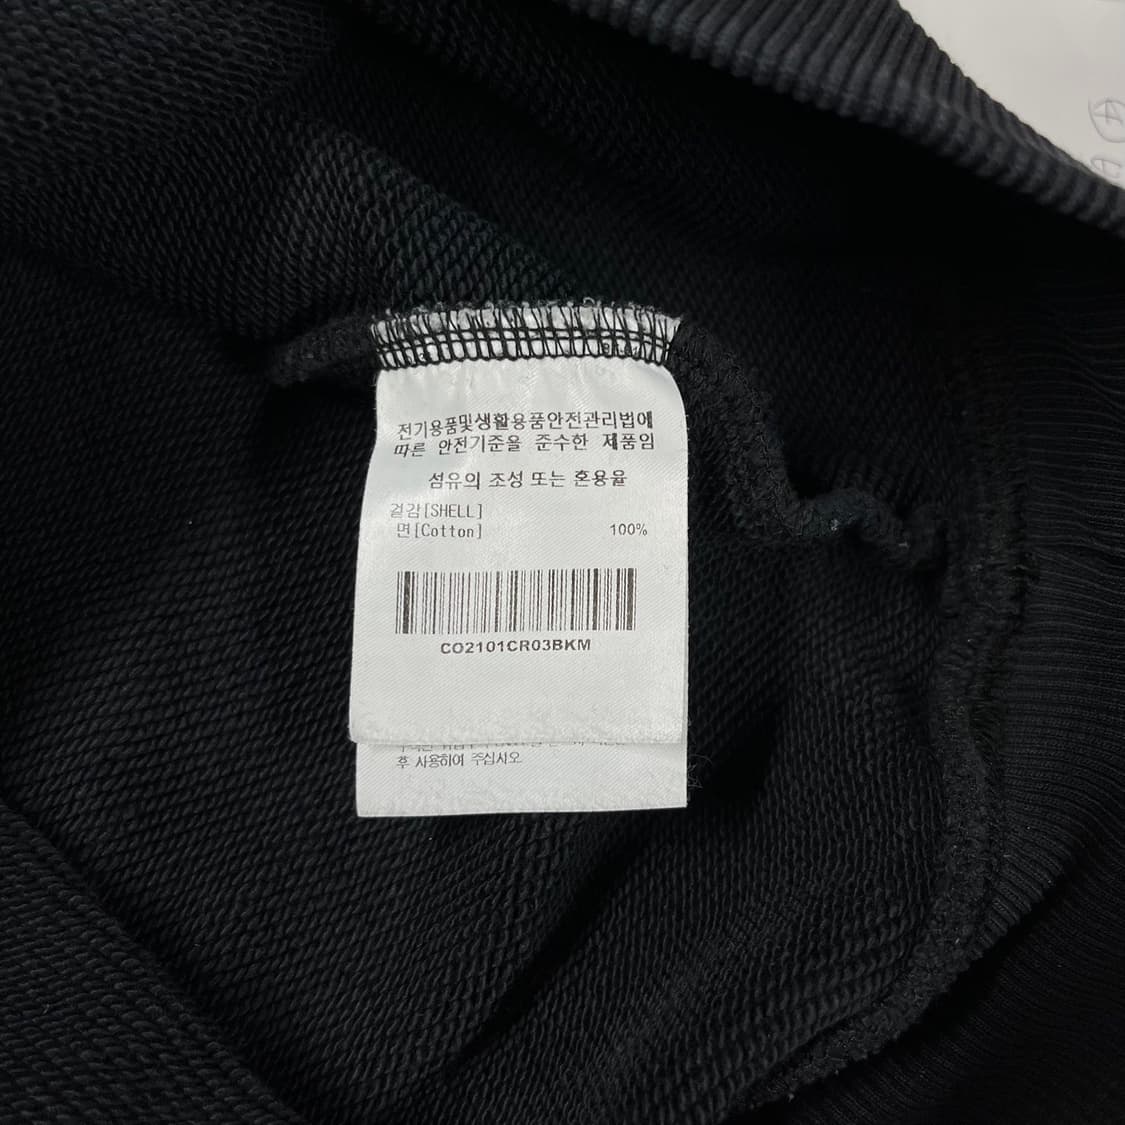 전기용품및생활용품안전관리법에
따른 안전기준을 준수한 제품임
섬유의 조성 또는 혼용율
겉감[SHELL]
면[Cotton] 100%
CO2101CR03BKM
후 사용하여 주십시오